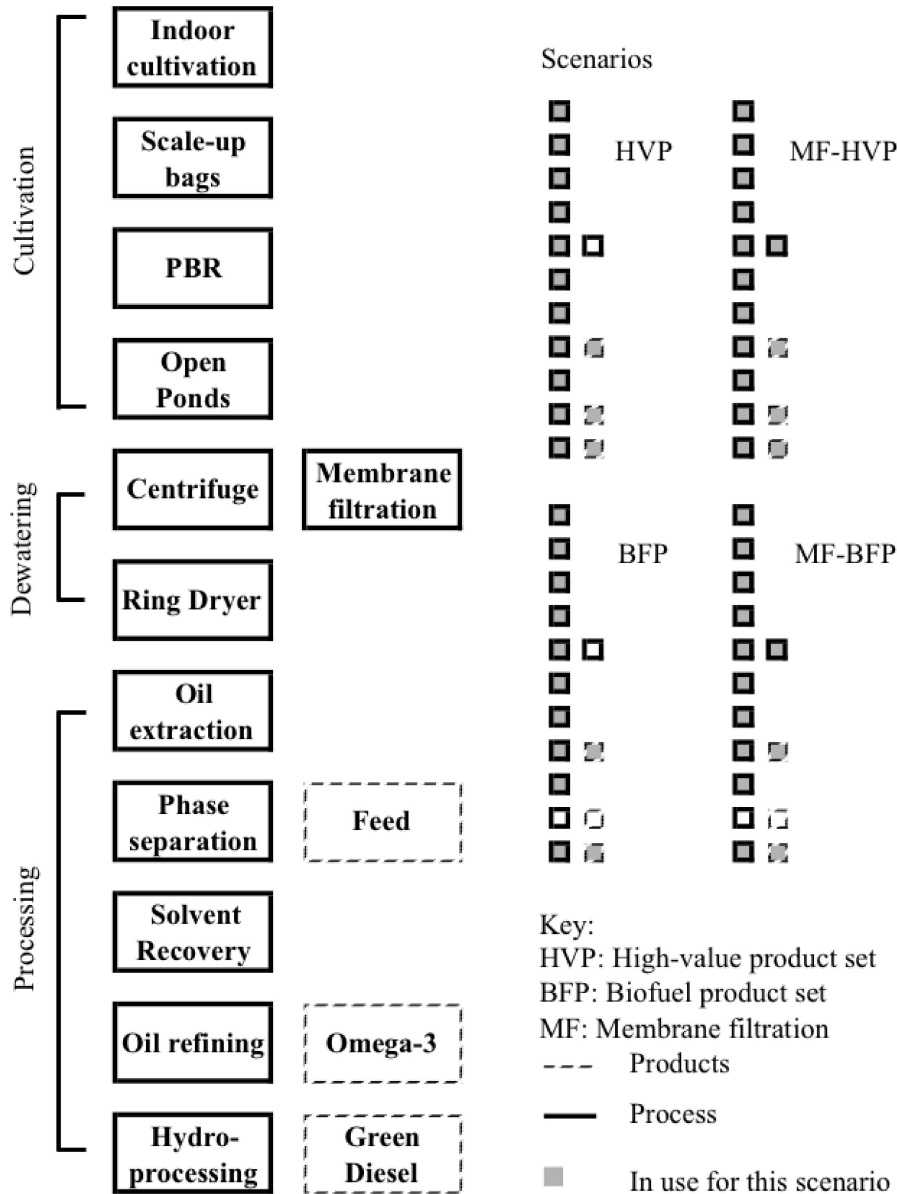 Cultivation
Indoor
cultivation
Scale-up
bags
PBR
Open
Ponds
Dewatering
Centrifuge
Membrane
filtration
Ring Dryer
Processing
Oil
extraction
Phase
separation
Feed
Solvent
Recovery
Oil refining
Omega-3
Hydro-
processing
Green
Diesel
Scenarios
HVP
MF-HVP
BFP
MF-BFP
Key:
HVP: High-value product set
BFP: Biofuel product set
MF: Membrane filtration
Products
Process
In use for this scenario